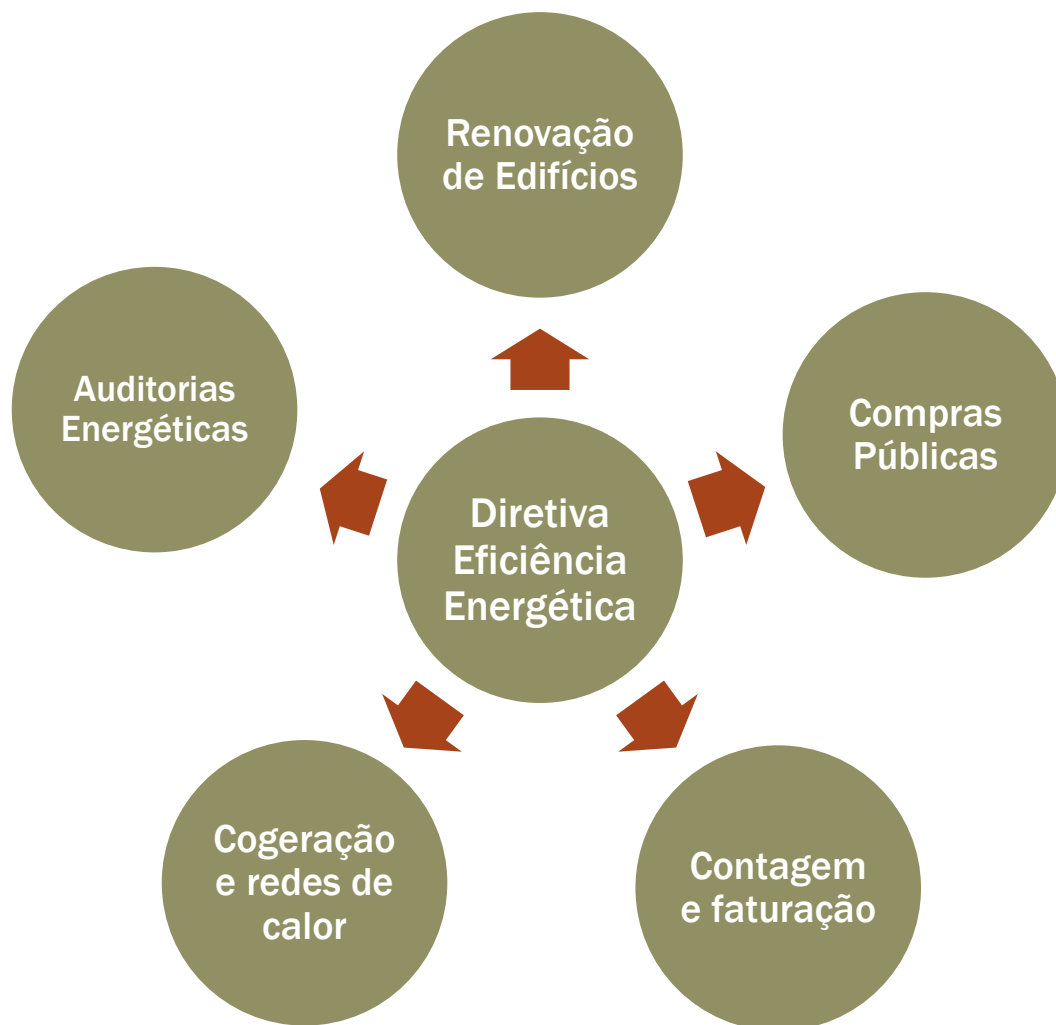 Renovação
de Edifícios
Auditorias
Energéticas
Compras
Públicas
Diretiva
Eficiência
Energética
Cogeração
e redes de
calor
Contagem
e faturação